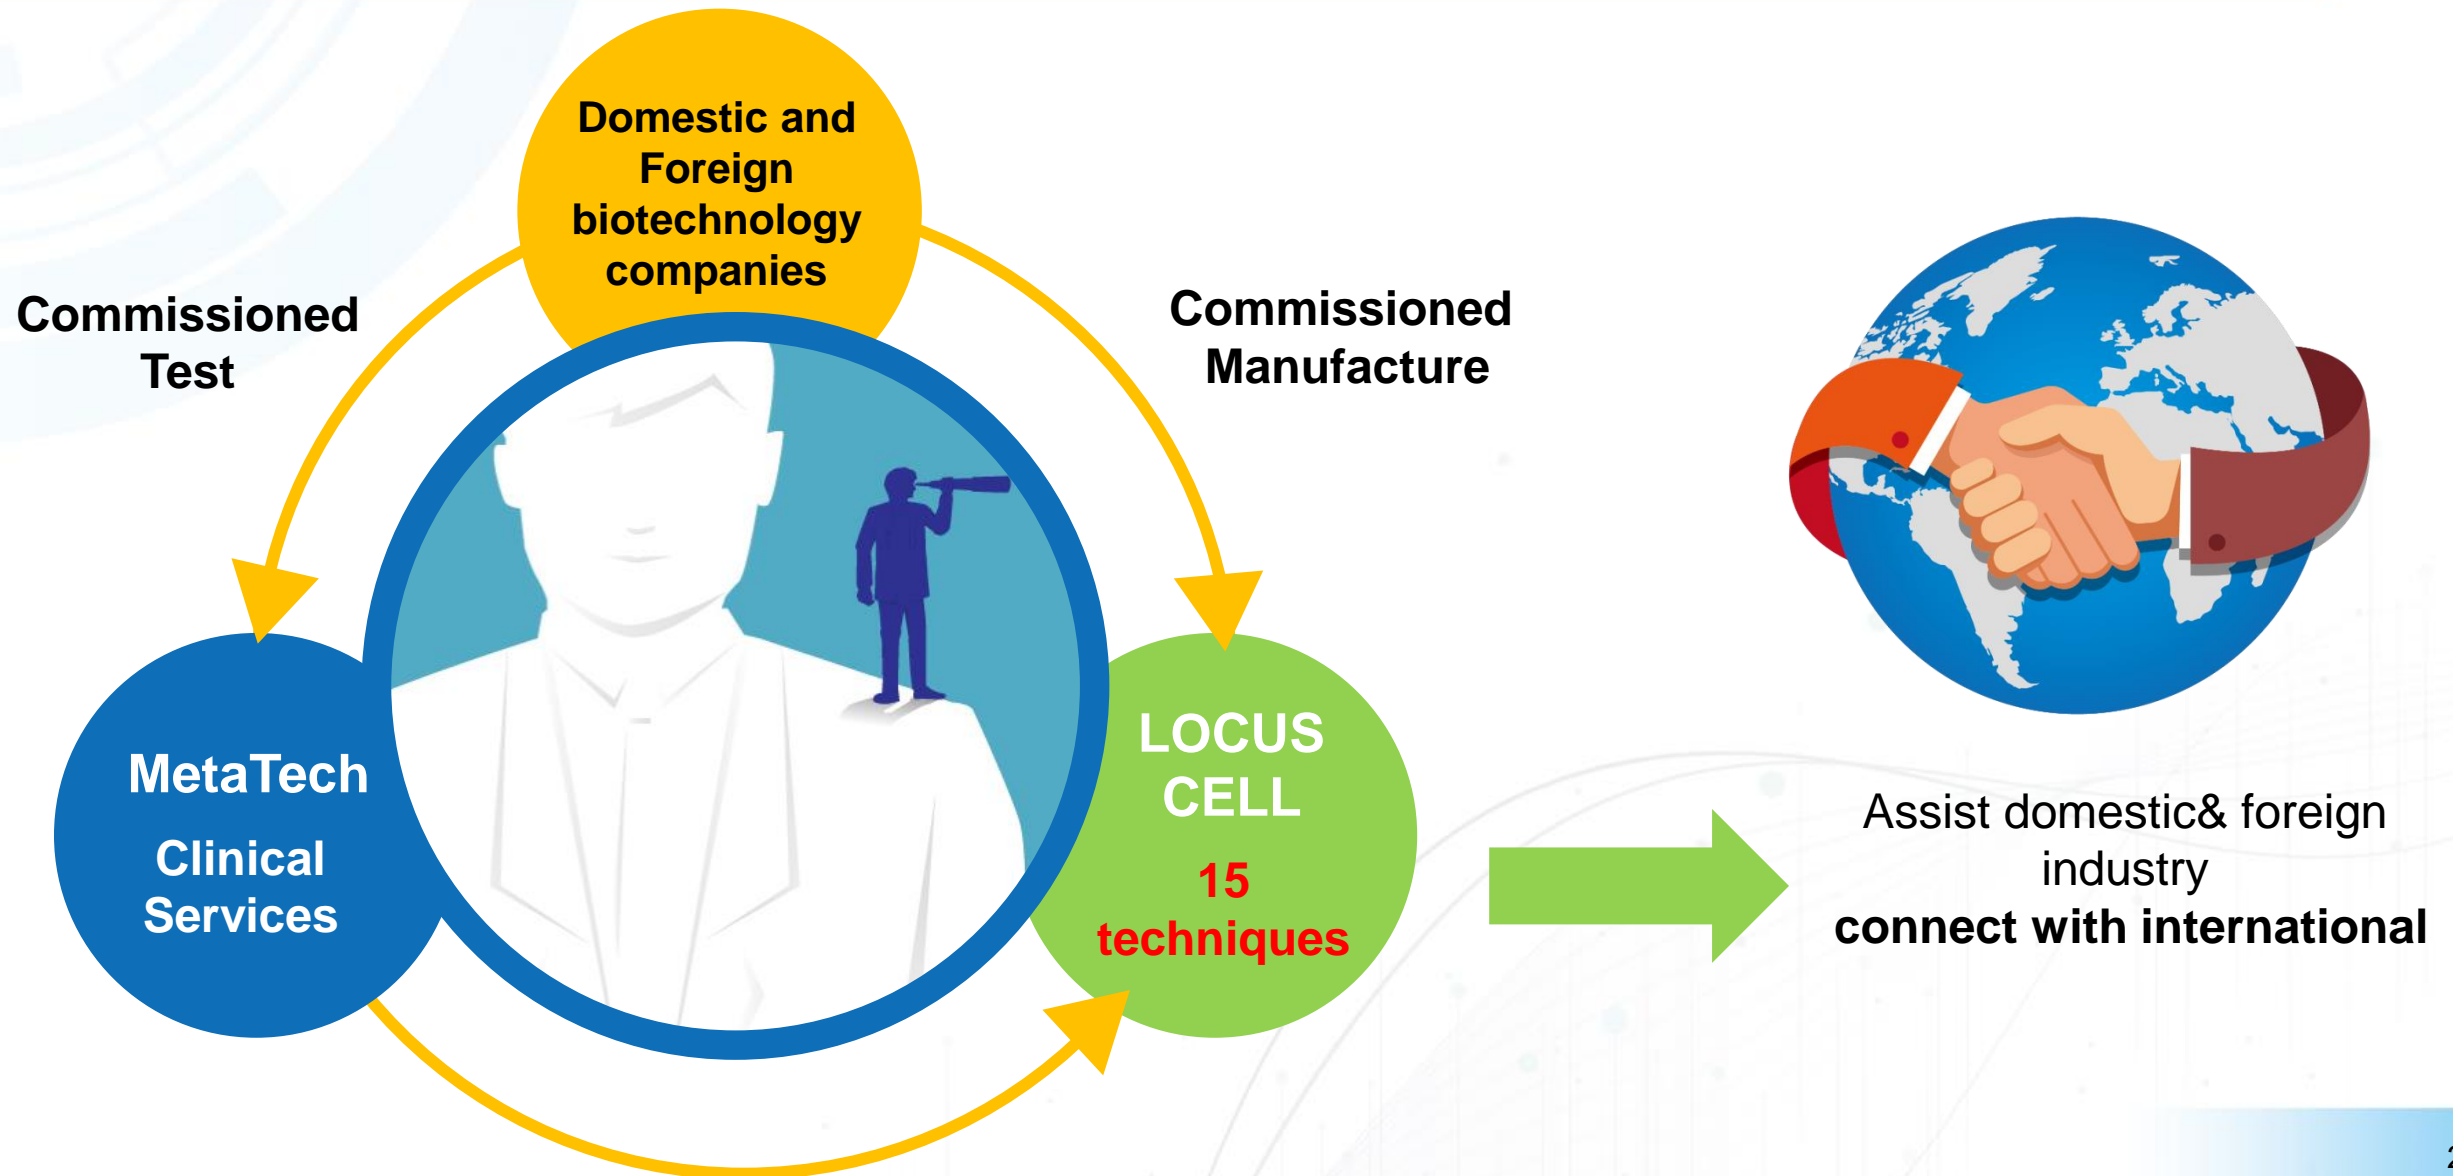 Domestic and
Foreign
biotechnology
companies
Commissioned
Test
Commissioned
Manufacture
MetaTech
Clinical
Services
LOCUS
CELL
15
techniques
Assist domestic& foreign
industry
connect with international